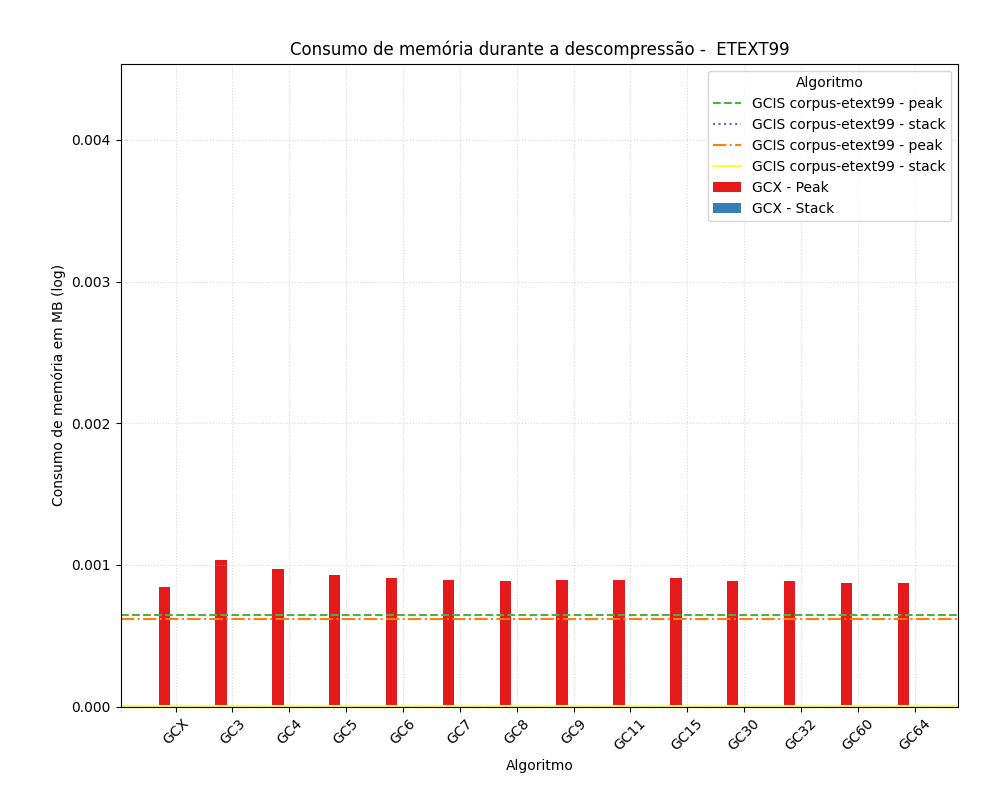 Consumo de memória durante a descompressão -  ETEXT99
Algoritmo
GCIS corpus-etext99 - peak
GCIS corpus-etext99 - stack
GCIS corpus-etext99 - peak
GCIS corpus-etext99 - stack
GCX - Peak
GCX - Stack
Consumo de memória em MB (log)
0.004
0.003
0.002
0.001
0.000
GCX
GC3
GC4
GC5
GC6
GC7
GC8
GC9
GC11
GC15
GC30
GC32
GC60
GC64
Algoritmo